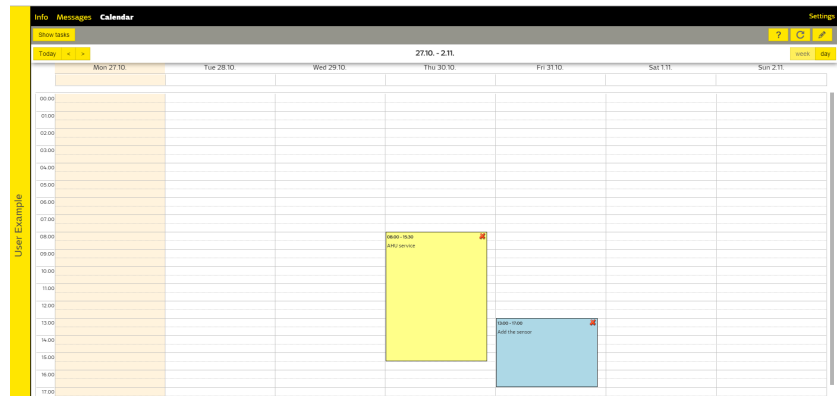 Info Messages Calendar Settings
Show tasks ?
Today < > 27.10. - 2.11. week day
Mon 27.10. Tue 28.10. Wed 29.10. Thu 30.10. Fri 31.10. Sat 1.11. Sun 2.11.
00.00
01.00
02.00
03.00
04.00
05.00
06.00
07.00
08.00
08.00 - 15.30
AHU service
09.00
10.00
11.00
12.00
13.00
13.00 - 17.00
Add the sensor
14.00
15.00
16.00
17.00
User Example